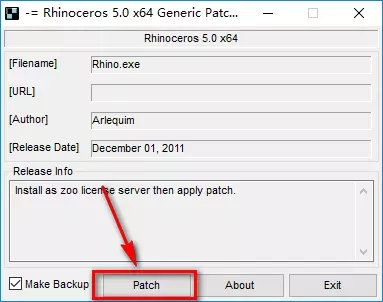 -= Rhinoceros 5.0 x64 Generic Patc...
Rhinoceros 5.0 x64
[Filename] Rhino.exe
[URL]
[Author] Arlequim
[Release Date] December 01, 2011
Release Info
Install as zoo license server then apply patch.
Make Backup Patch About Exit